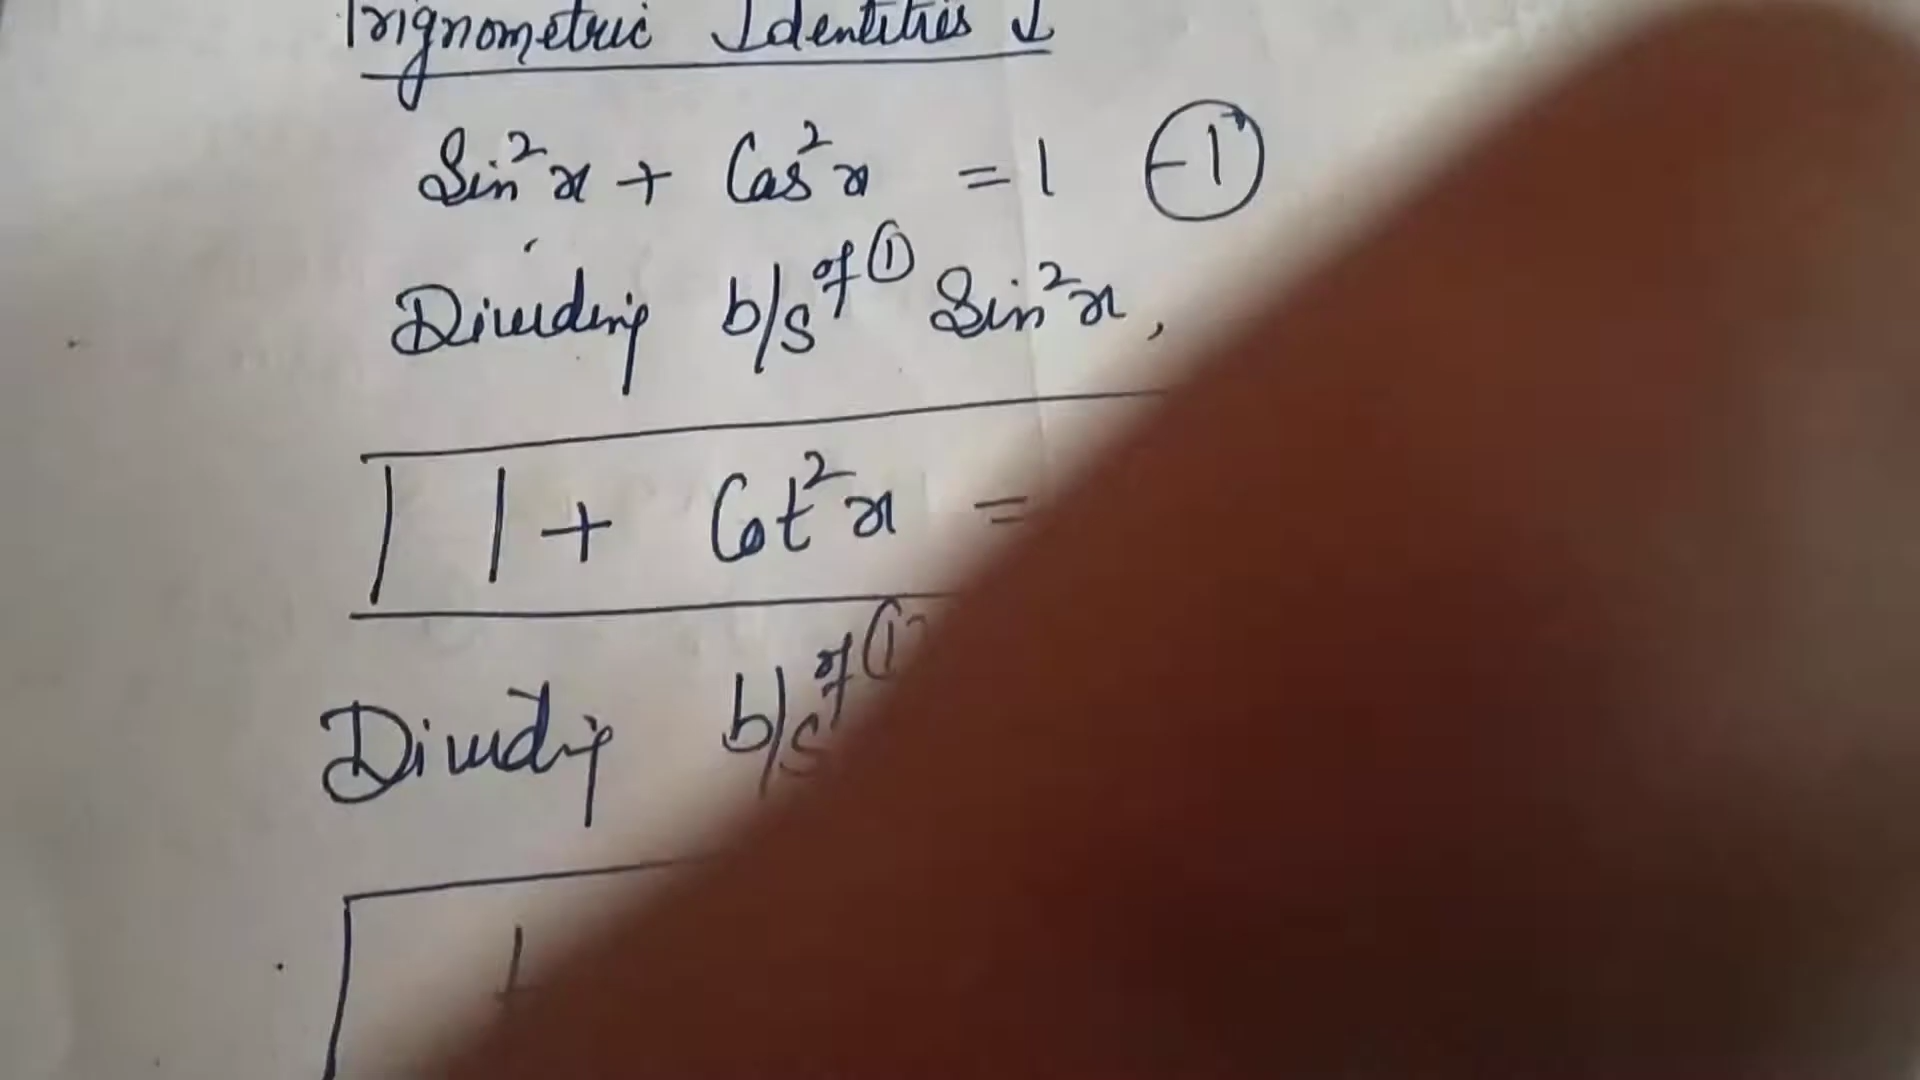 Trignometric Identities
Sin²x + Cos²x = 1 -1
Dividing b/s of ① Sin²x,
1 + Cot²x =
Dividing b/s of